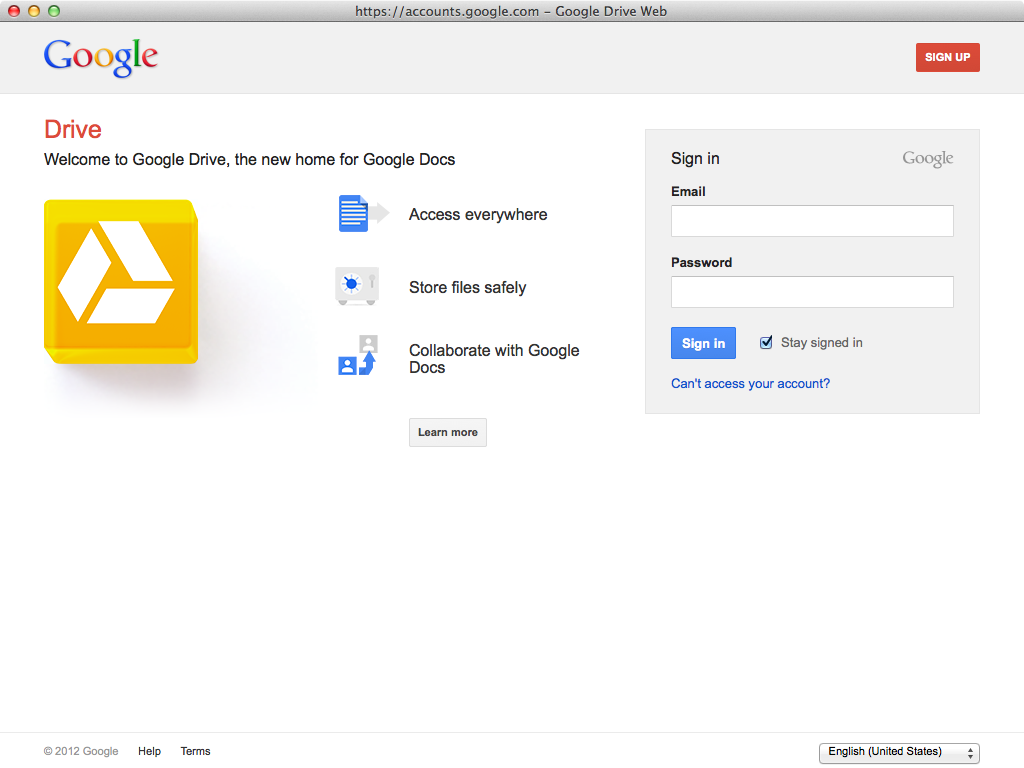 https://accounts.google.com – Google Drive Web
Google
SIGN UP
Drive
Welcome to Google Drive, the new home for Google Docs
Access everywhere
Store files safely
Collaborate with Google
Docs
Learn more
Sign in
Google
Email
Password
Sign in
Stay signed in
Can't access your account?
© 2012 Google
Help
Terms
English (United States)